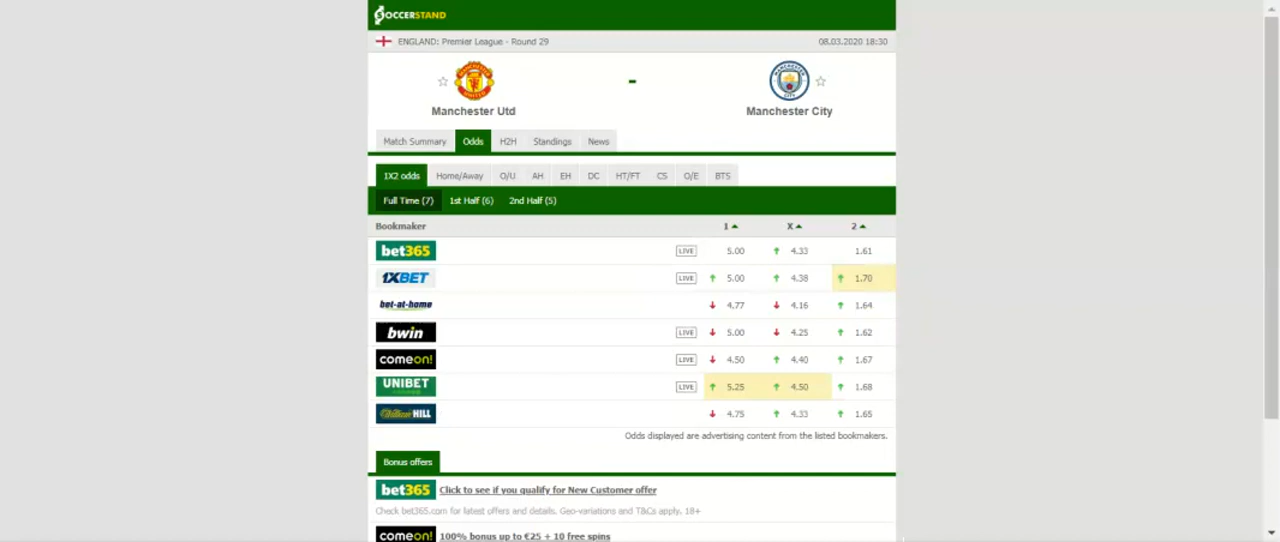 SOCCERSTAND
ENGLAND: Premier League - Round 29 08.03.2020 18:30
-
Manchester Utd Manchester City
Match Summary Odds H2H Standings News
1X2 odds Home/Away O/U AH EH DC HT/FT CS O/E BTS
Full Time (7) 1st Half (6) 2nd Half (5)
Bookmaker 1 X 2
bet365 LIVE 5.00 4.33 1.61
1XBET LIVE 5.00 4.38 1.70
bet-at-home 4.77 4.16 1.64
bwin LIVE 5.00 4.25 1.62
comeon! LIVE 4.50 4.40 1.67
UNIBET LIVE 5.25 4.50 1.68
William HILL 4.75 4.33 1.65
Odds displayed are advertising content from the listed bookmakers.
Bonus offers
bet365 Click to see if you qualify for New Customer offer
Check bet365.com for latest offers and details. Geo-variations and T&Cs apply. 18+
comeon! 100% bonus up to €25 + 10 free spins